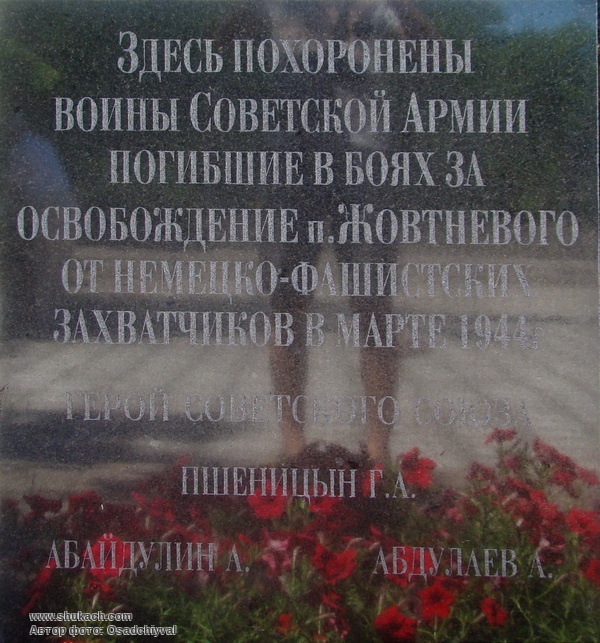 Здесь похоронены
воины Советской Армии
погибшие в боях за
освобождение п. Жовтневого
от немецко-фашистских
захватчиков в марте 1944г.
Герой Советского Союза
Пшеницын Г.А.
Абайдулин А. Абдулаев А.
www.shukach.com
Автор фото: Osadchiyval